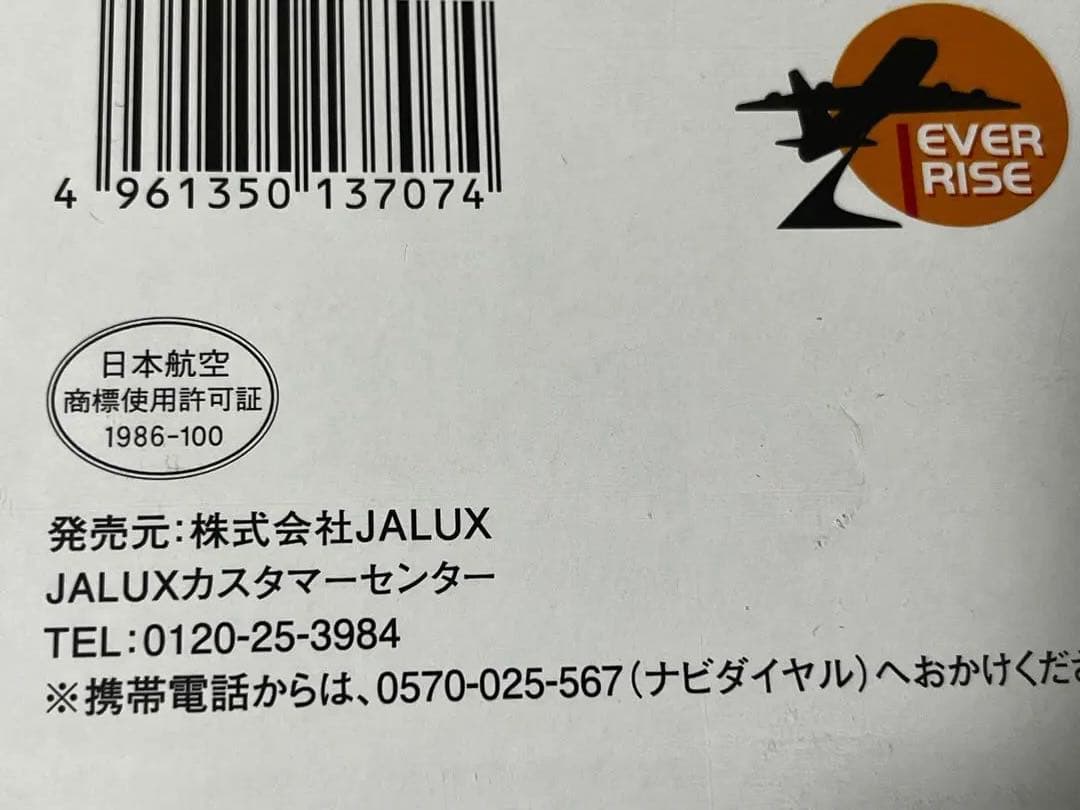 4 961350 137074
EVER
RISE
日本航空
商標使用許可証
1986-100
発売元:株式会社JALUX
JALUXカスタマーセンター
TEL:0120-25-3984
※携帯電話からは、0570-025-567(ナビダイヤル)へおかけくださ